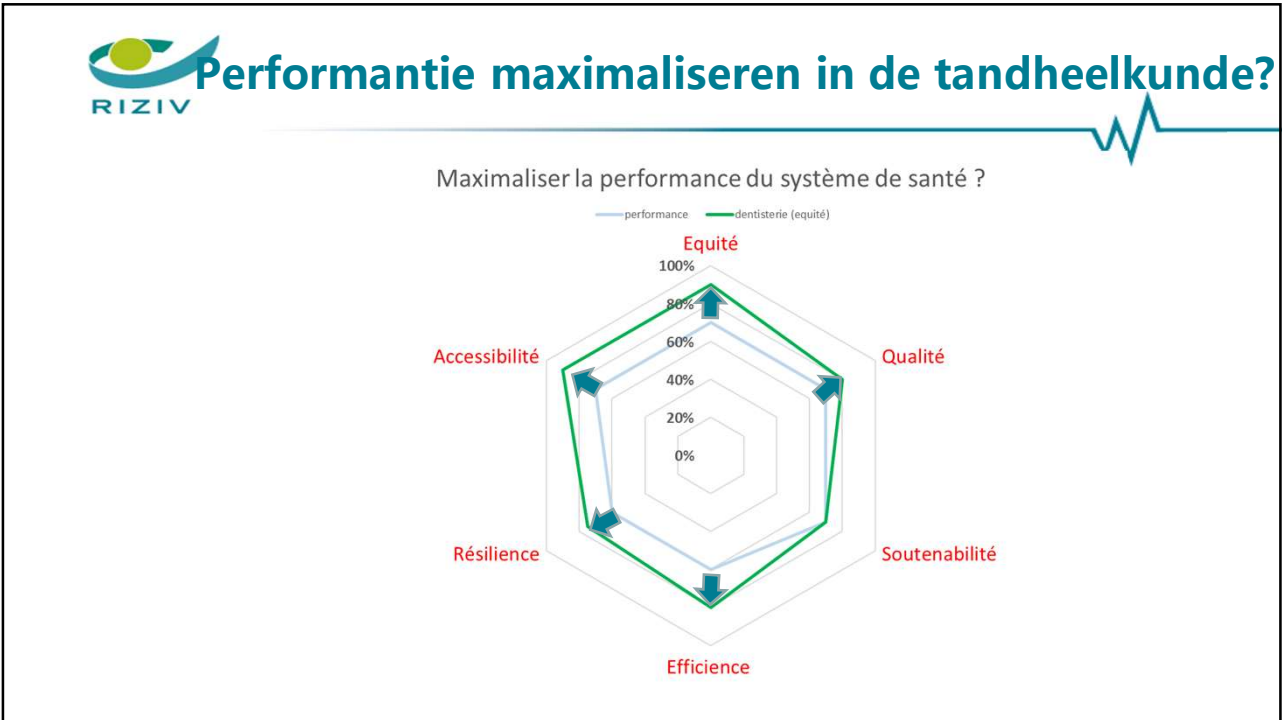 Performantie maximaliseren in de tandheelkunde?
RIZIV
Maximaliser la performance du système de santé ?
performance dentisterie (equité)
Equité
100%
80%
60%
40%
20%
0%
Accessibilité
Qualité
Résilience
Soutenabilité
Efficience